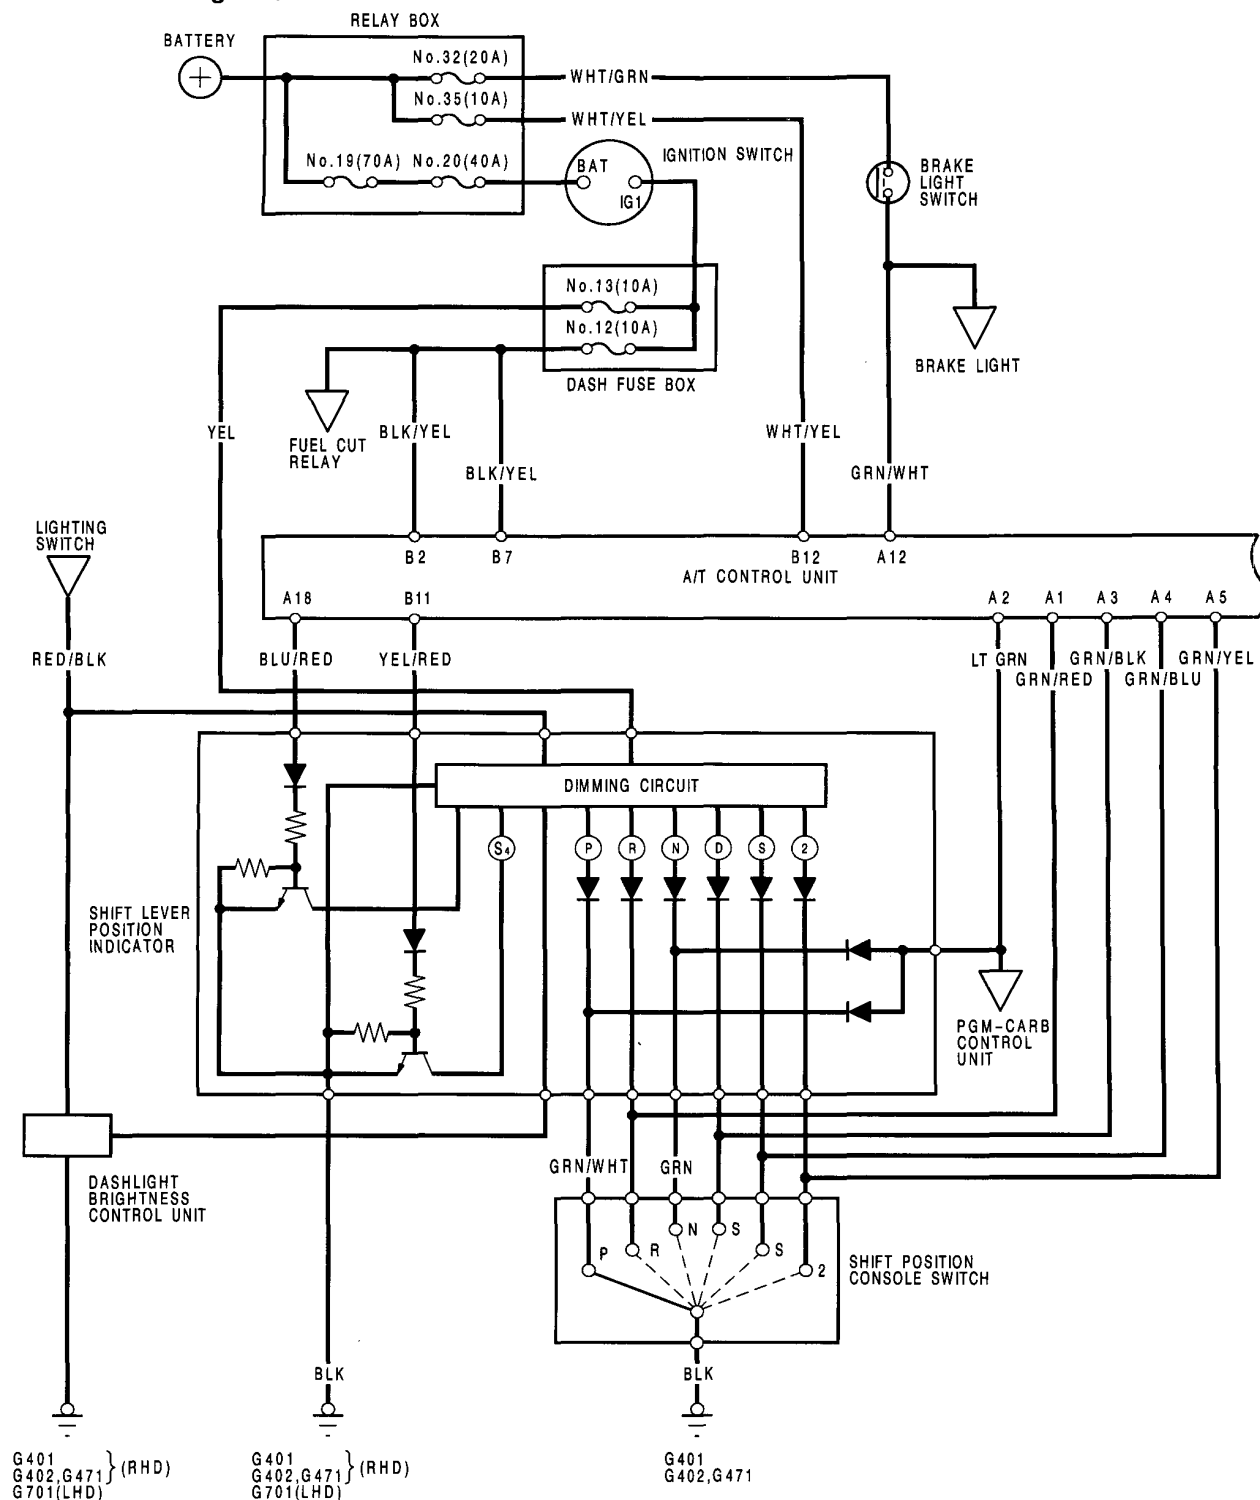 RELAY BOX
BATTERY
No.32(20A)
WHT/GRN
No.35(10A)
WHT/YEL
No.19(70A) No.20(40A)
BAT
IG1
IGNITION SWITCH
BRAKE
LIGHT
SWITCH
No.13(10A)
No.12(10A)
DASH FUSE BOX
BRAKE LIGHT
YEL
FUEL CUT
RELAY
BLK/YEL
BLK/YEL
WHT/YEL
GRN/WHT
LIGHTING
SWITCH
B2
B7
B12
A12
A/T CONTROL UNIT
A18
B11
A2
A1
A3
A4
A5
RED/BLK
BLU/RED
YEL/RED
LT GRN
GRN/RED
GRN/BLK
GRN/BLU
GRN/YEL
DIMMING CIRCUIT
S4
P
R
N
D
S
2
SHIFT LEVER
POSITION
INDICATOR
PGM-CARB
CONTROL
UNIT
DASHLIGHT
BRIGHTNESS
CONTROL UNIT
GRN/WHT
GRN
P
R
N
S
S
2
SHIFT POSITION
CONSOLE SWITCH
BLK
BLK
G401
G402,G471 } (RHD)
G701(LHD)
G401
G402,G471 } (RHD)
G701(LHD)
G401
G402,G471